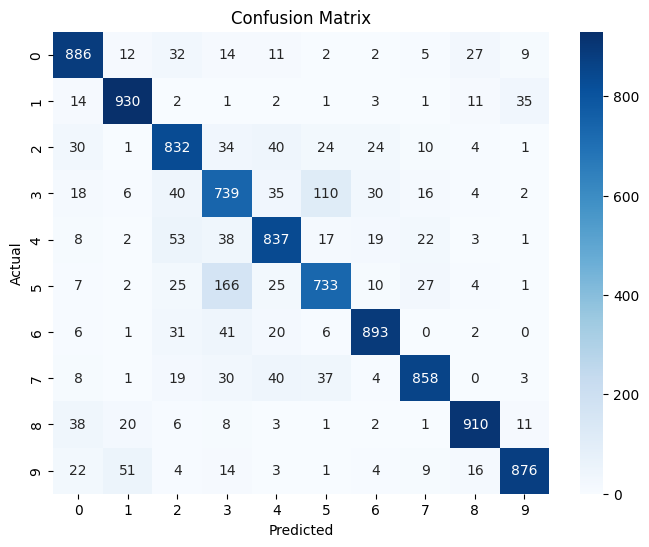 Confusion Matrix
0 886 12 32 14 11 2 2 5 27 9
1 14 930 2 1 2 1 3 1 11 35
2 30 1 832 34 40 24 24 10 4 1
3 18 6 40 739 35 110 30 16 4 2
4 8 2 53 38 837 17 19 22 3 1
5 7 2 25 166 25 733 10 27 4 1
6 6 1 31 41 20 6 893 0 2 0
7 8 1 19 30 40 37 4 858 0 3
8 38 20 6 8 3 1 2 1 910 11
9 22 51 4 14 3 1 4 9 16 876
0 1 2 3 4 5 6 7 8 9
Predicted
Actual
800
600
400
200
0